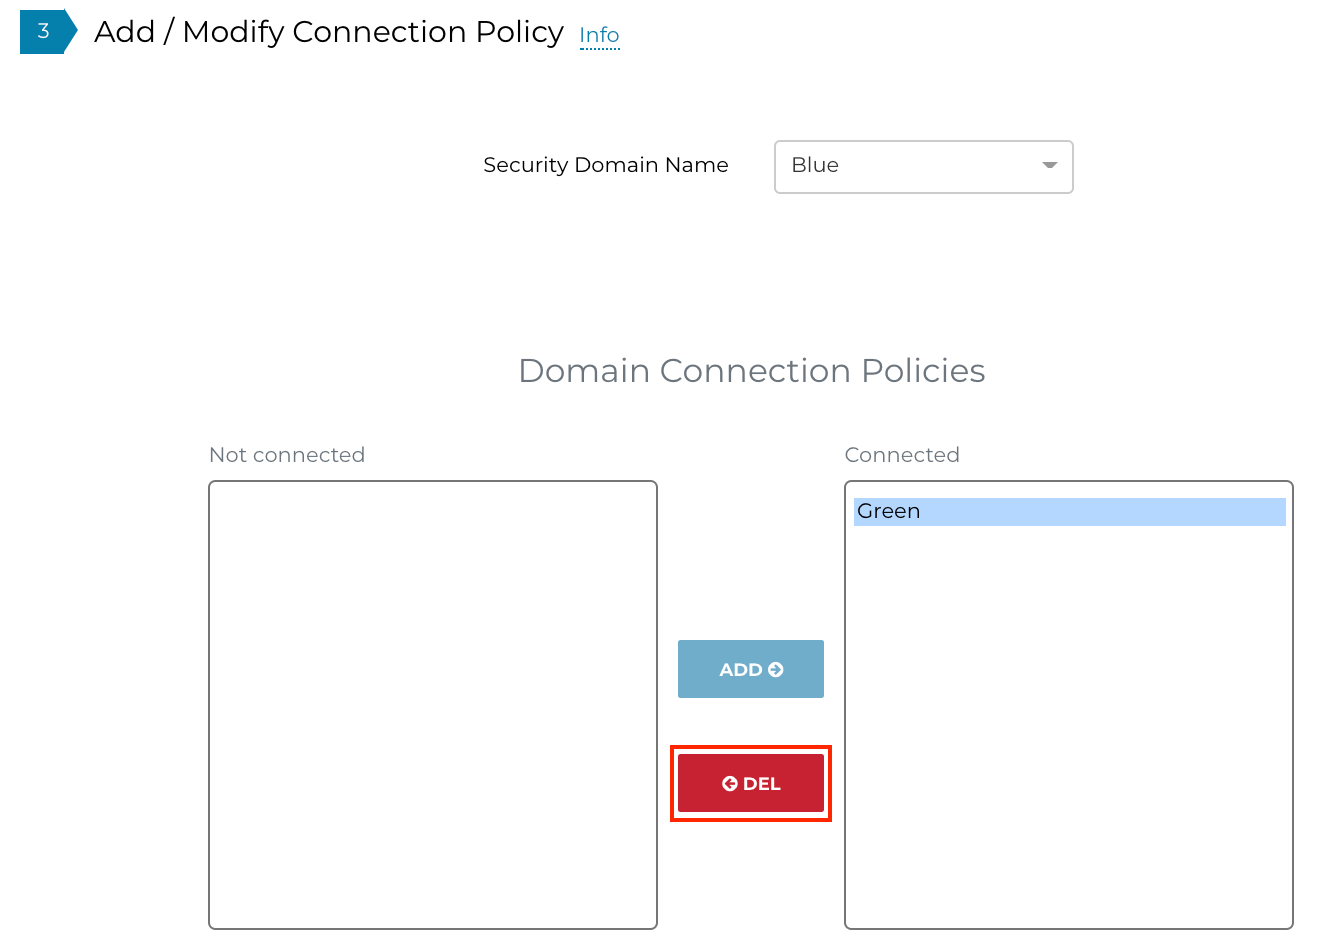 3
Add / Modify Connection Policy Info
Security Domain Name
Blue
Domain Connection Policies
Not connected
Connected
Green
ADD
DEL